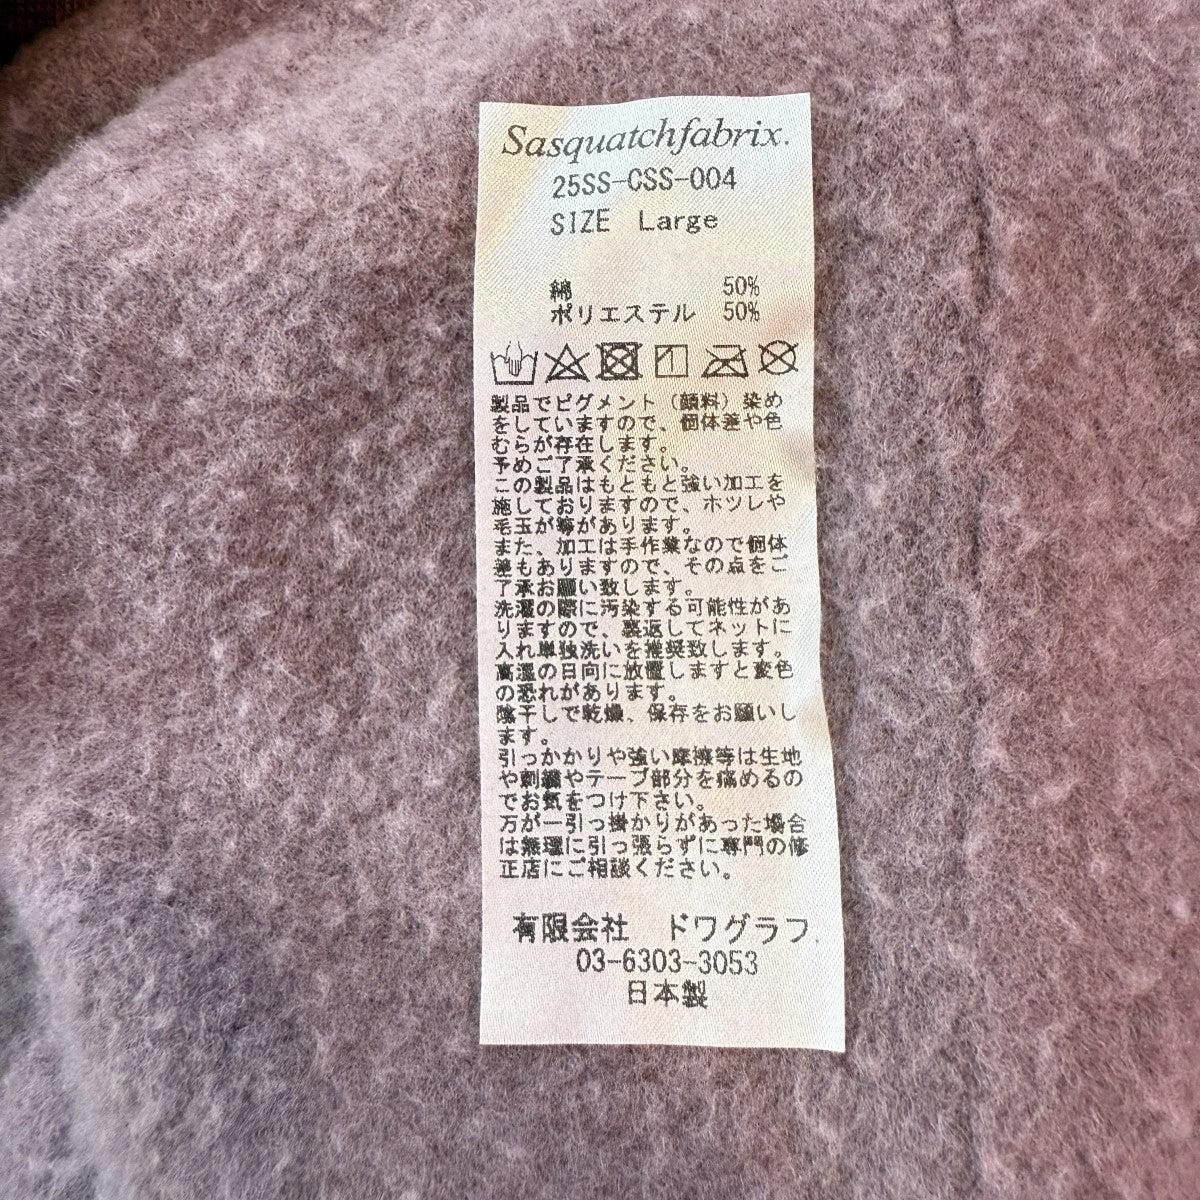 Sasquatchfabrix.
25SS-CSS-004
SIZE Large
綿 50%
ポリエステル 50%
製品でピグメント（顔料）染め
をしていますので、個体差や色
むらが存在します。
予めご了承ください。
この製品はもともと強い加工を
施しておりますので、ホツレや
毛玉が等があります。
また、加工は手作業なので個体
差もありますので、その点をご
了承お願い致します。
洗濯の際に汚染する可能性があ
りますので、裏返してネットに
入れ単独洗いを推奨致します。
高温の日向に放置しますと変色
の恐れがあります。
陰干しで乾燥、保存をお願いし
ます。
引っかかりや強い摩擦等は生地
や刺繍やテープ部分を痛めるの
でお気をつけ下さい。
万が一引っ掛かりがあった場合
は無理に引っ張らずに専門の修
正店にご相談ください。
有限会社 ドワグラフ
03-6303-3053
日本製